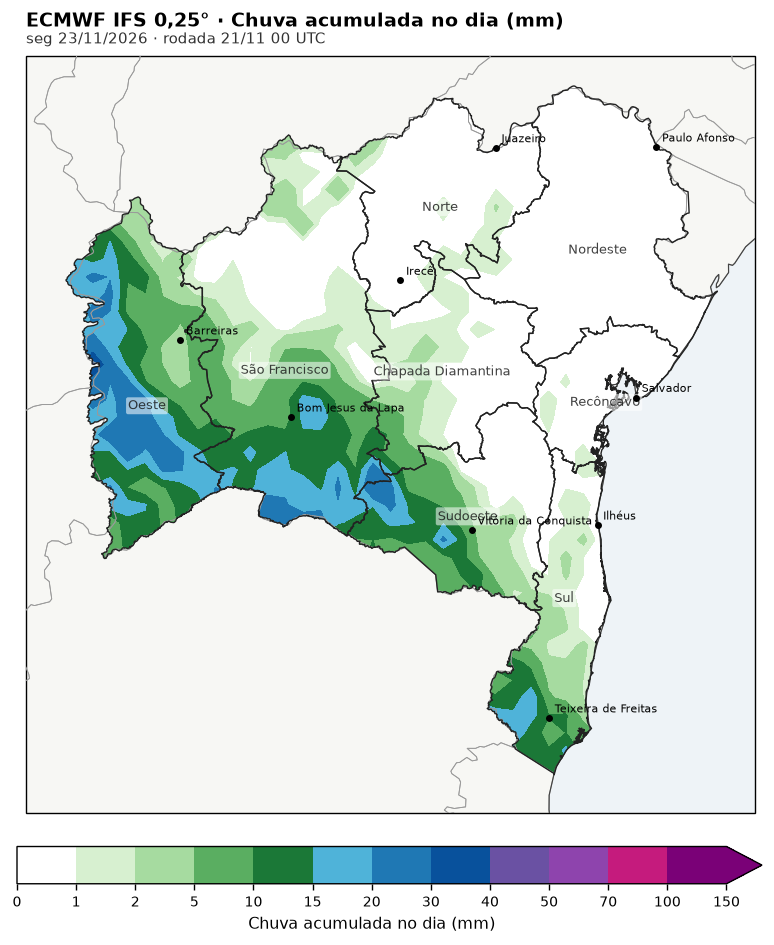 ECMWF IFS 0,25° · Chuva acumulada no dia (mm)
seg 23/11/2026 · rodada 21/11 00 UTC
Juazeiro
Paulo Afonso
Norte
Nordeste
Irecê
Barreiras
São Francisco
Chapada Diamantina
Salvador
Oeste
Bom Jesus da Lapa
Recôncavo
Sudoeste
Vitória da Conquista
Ilhéus
Sul
Teixeira de Freitas
0 1 2 5 10 15 20 30 40 50 70 100 150
Chuva acumulada no dia (mm)